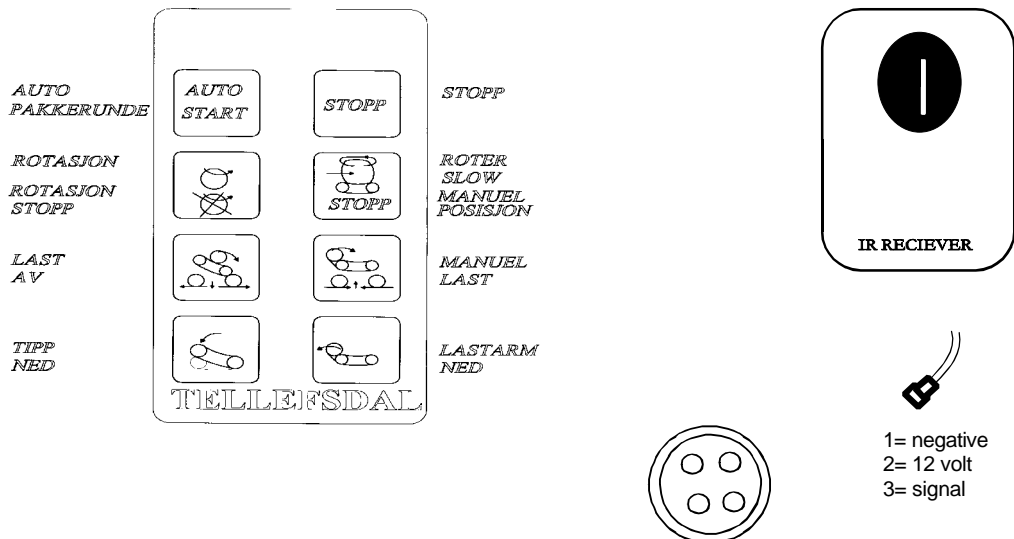 AUTO
PAKKERUNDE
AUTO
START
STOPP
STOPP
ROTASJON
ROTASJON
STOPP
STOPP
ROTER
SLOW
MANUEL
POSISJON
LAST
AV
MANUEL
LAST
TIPP
NED
LASTARM
NED
TELLEFSDAL
IR RECIEVER
1= negative
2= 12 volt
3= signal